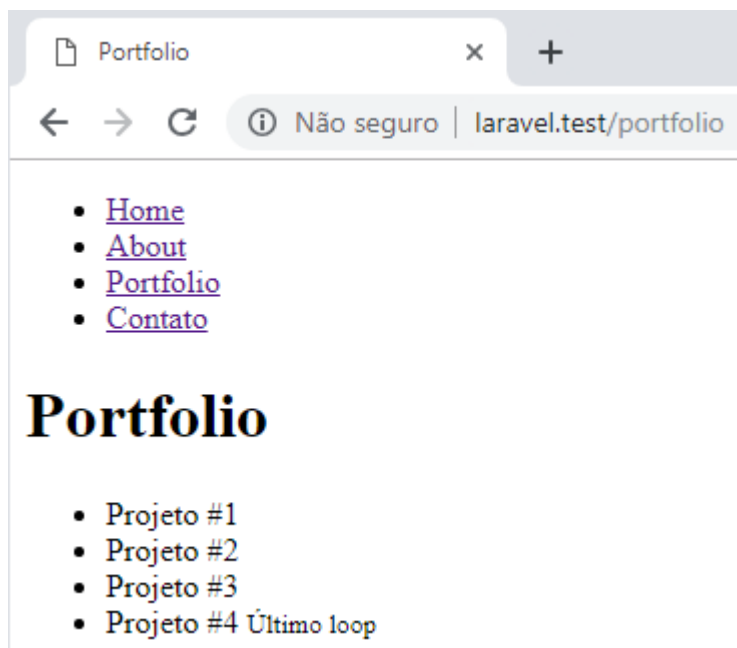 Portfolio
Não seguro | laravel.test/portfolio
Home
About
Portfolio
Contato
Portfolio
Projeto #1
Projeto #2
Projeto #3
Projeto #4 Último loop